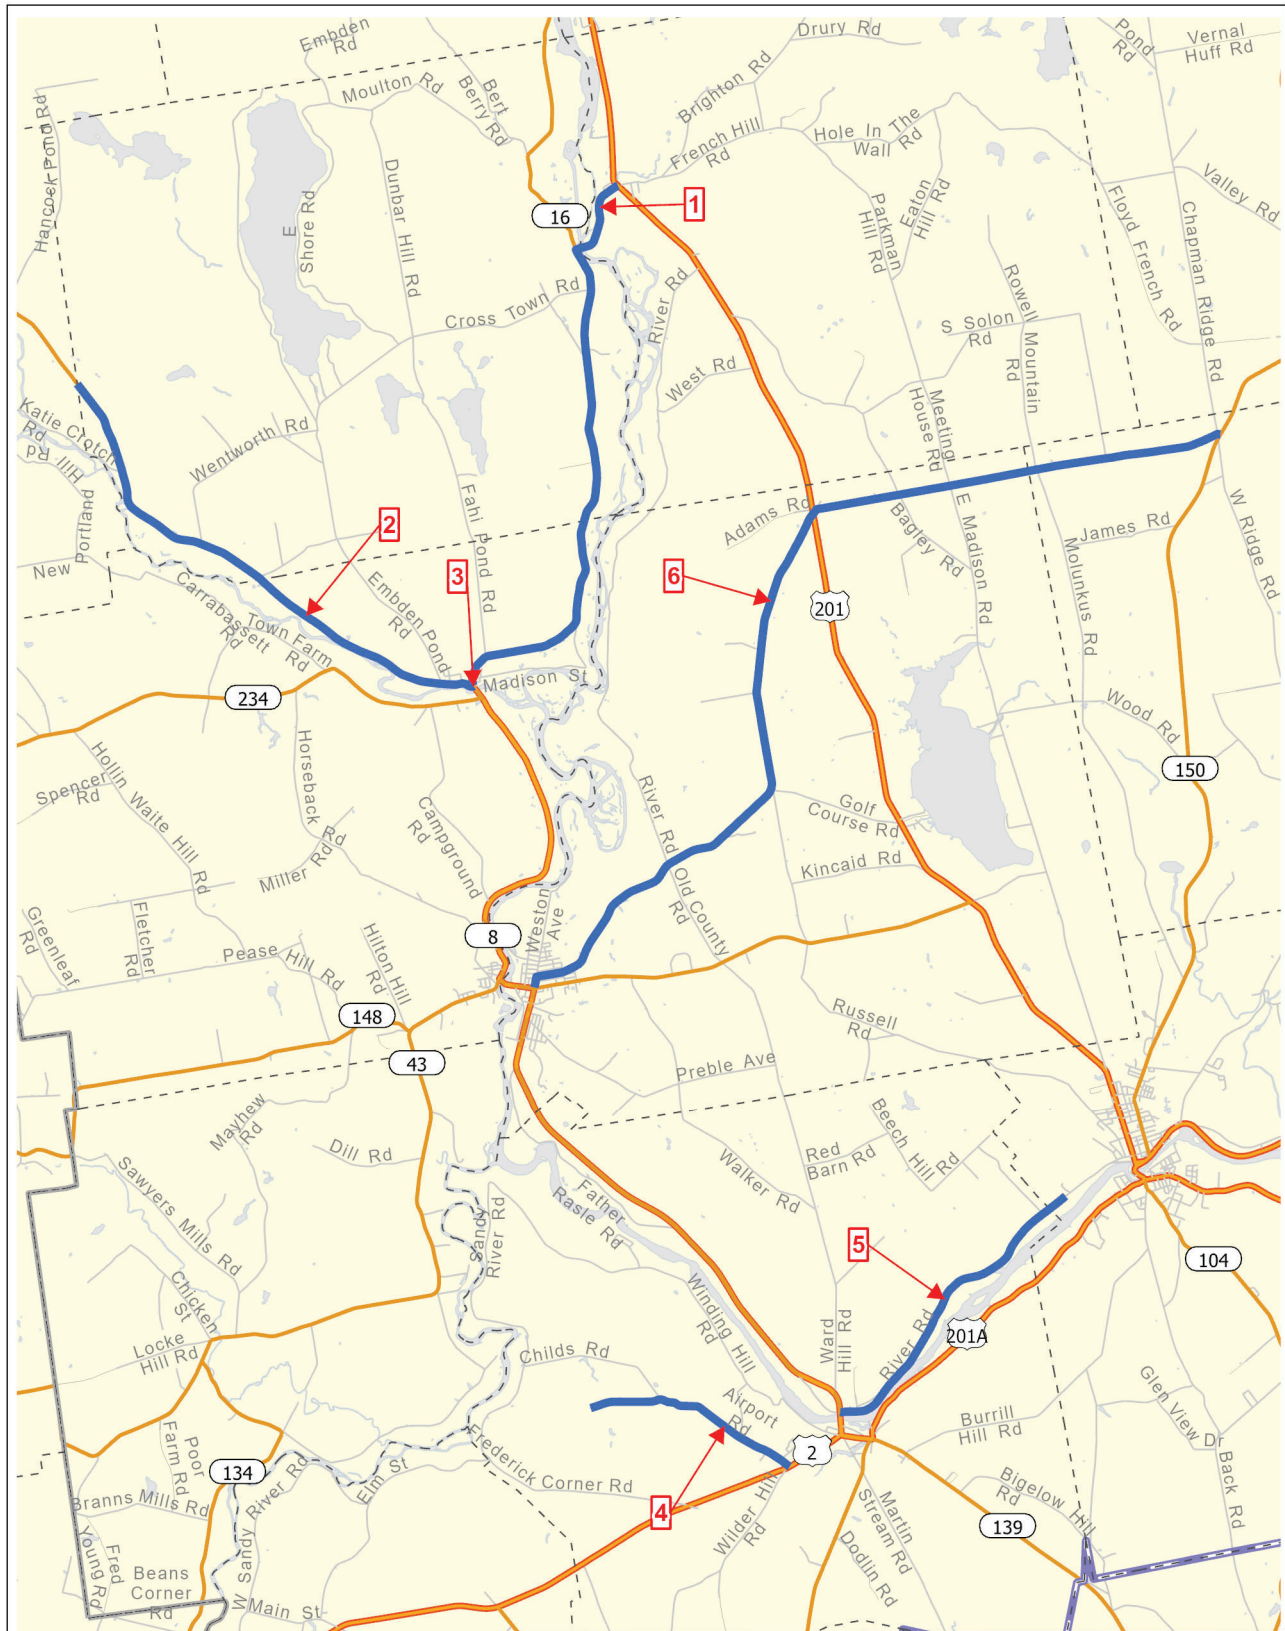 Embden
Rd
Drury Rd
Pond
Rd
Vernal
Huff Rd
Moulton Rd
Bert
Berry Rd
Brighton Rd
French Hill
Rd
Hole In The
Wall Rd
Hancock Pond Rd
E
Shore Rd
Dunbar Hill Rd
16
1
Parkman
Hill Rd
Eaton
Hill Rd
Floyd French Rd
Chapman Ridge Rd
Valley Rd
Cross Town Rd
River Rd
S Solon
Rd
Rowell Mountain
Rd
West Rd
Meeting
House Rd
Katie Crotch
Rd
Hill Rd
New Portland
Wentworth Rd
Fahi Pond Rd
2
3
Adams Rd
Bagley Rd
E Madison Rd
James Rd
W Ridge Rd
Molunkus Rd
6
201
Carrabassett
Rd
Town Farm
Rd
Embden Pond
Rd
Madison St
234
Hollin Waite Hill Rd
Spencer
Rd
Horseback
Rd
Miller Rd
Campground
Rd
River Rd
Golf
Course Rd
Kincaid Rd
Wood Rd
150
Greenleaf
Rd
Fletcher
Rd
Pease Hill Rd
Hilton Hill
Rd
8
Weston
Ave
Old County
Rd
Russell
Rd
148
43
Preble Ave
Mayhew
Rd
Dill Rd
Beech Hill Rd
Red
Barn Rd
Walker Rd
Sawyers Mills Rd
Sandy
River Rd
Father
Rasle Rd
Chicken
St
Locke
Hill Rd
Winding Hill
Rd
Ward
Hill Rd
5
River Rd
201A
104
Childs Rd
Airport
Rd
Burrill
Hill Rd
Glen View Dr
Back Rd
Poor
Farm Rd
134
Elm St
Frederick Corner Rd
2
4
Wilder Hill
Rd
Martin
Stream Rd
Dodlin Rd
139
Bigelow Hill
Rd
Branns Mills Rd
Fred
Young Rd
Beans
Corner
Rd
W Sandy River Rd
Main St